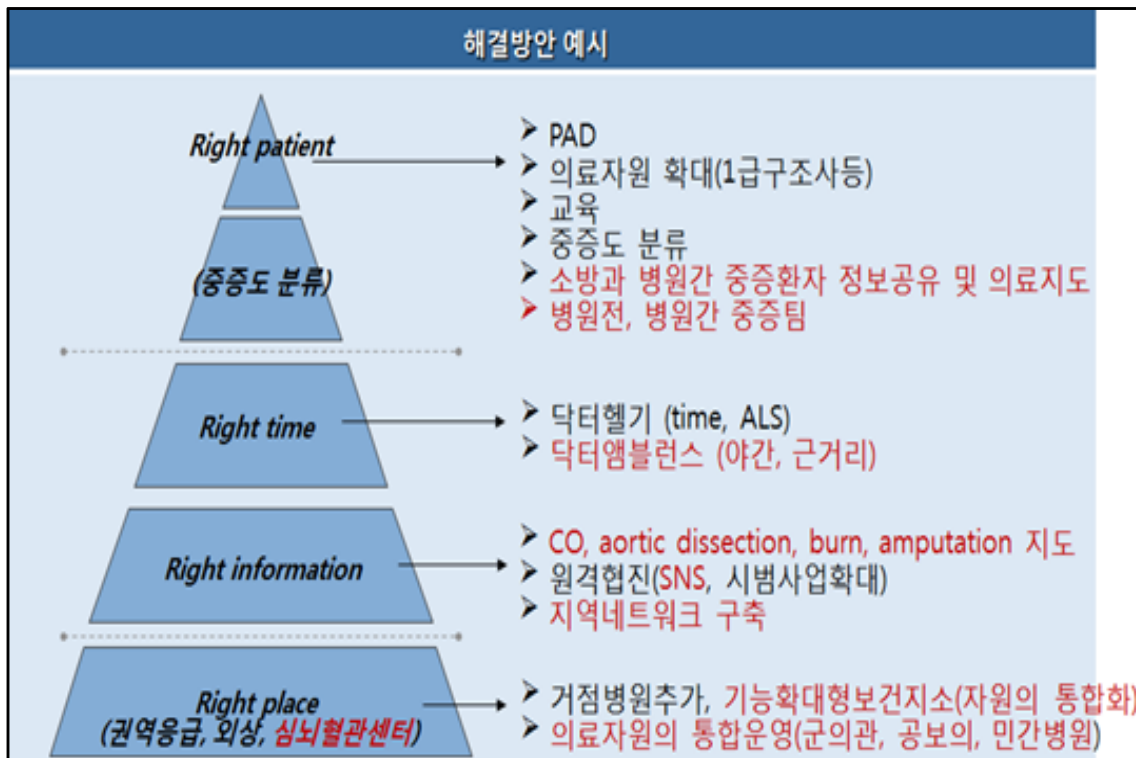 해결방안 예시
Right patient
PAD
의료자원 확대(1급구조사등)
교육
중증도 분류
(중증도 분류)
소방과 병원간 중증환자 정보공유 및 의료지도
병원전, 병원간 중증팀
Right time
닥터헬기 (time, ALS)
닥터앰블런스 (야간, 근거리)
Right information
CO, aortic dissection, burn, amputation 지도
원격협진(SNS, 시범사업확대)
지역네트워크 구축
Right place
(권역응급, 외상, 심뇌혈관센터)
거점병원추가, 기능확대형보건지소(자원의 통합화)
의료자원의 통합운영(군의관, 공보의, 민간병원)